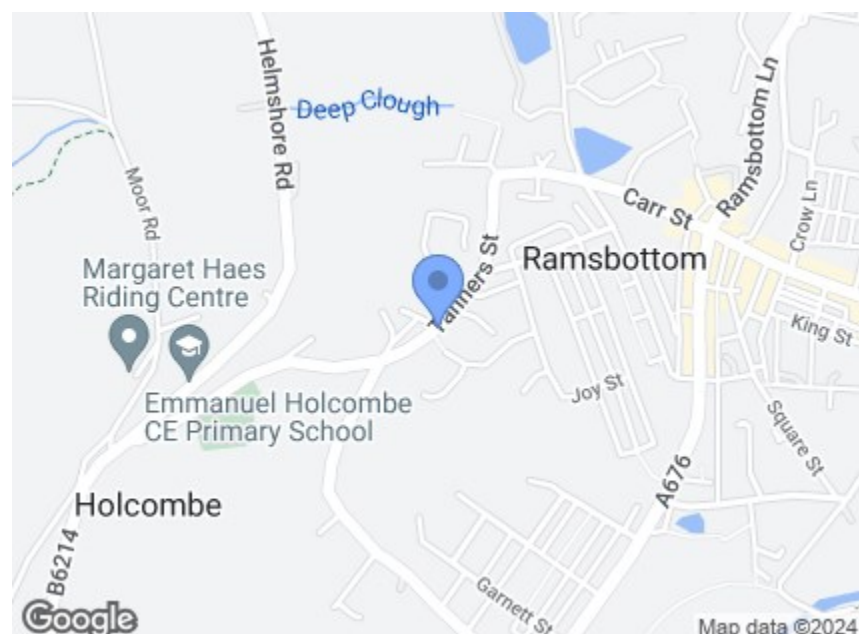 Helmshore Rd
Deep Clough
Ramsbottom Ln
Moor Rd
Carr St
Crow Ln
Tanners St
Ramsbottom
Margaret Haes
Riding Centre
King St
Emmanuel Holcombe
CE Primary School
Joy St
Square St
A676
Holcombe
B6214
Garnett St
Google
Map data ©2024